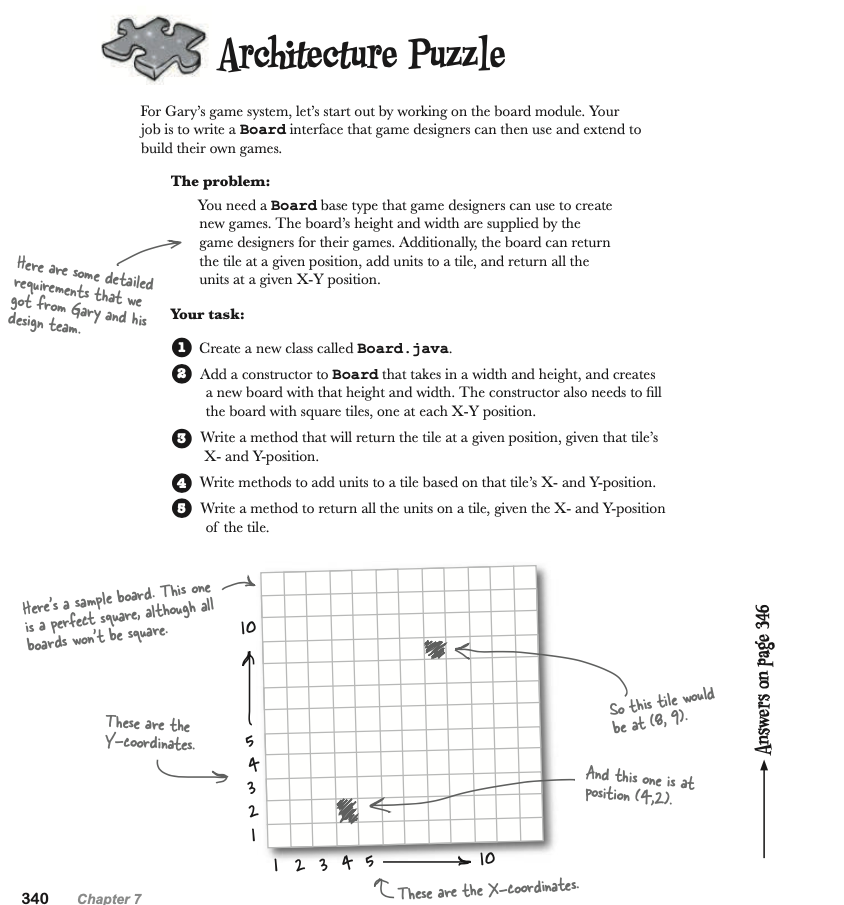 Architecture Puzzle
For Gary's game system, let's start out by working on the board module. Your
job is to write a Board interface that game designers can then use and extend to
build their own games.
The problem:
You need a Board base type that game designers can use to create
new games. The board's height and width are supplied by the
game designers for their games. Additionally, the board can return
the tile at a given position, add units to a tile, and return all the
units at a given X-Y position.
Here are some detailed
requirements that we
got from Gary and his
design team.
Your task:
1 Create a new class called Board.java.
2 Add a constructor to Board that takes in a width and height, and creates
a new board with that height and width. The constructor also needs to fill
the board with square tiles, one at each X-Y position.
3 Write a method that will return the tile at a given position, given that tile's
X- and Y-position.
4 Write methods to add units to a tile based on that tile's X- and Y-position.
5 Write a method to return all the units on a tile, given the X- and Y-position
of the tile.
Here's a sample board. This one
is a perfect square, although all
boards won't be square.
10
5
4
3
2
1
These are the
Y-coordinates.
So this tile would
be at (8, 9).
And this one is at
position (4,2).
1 2 3 4 5 10
These are the X-coordinates.
Answers on page 346
340 Chapter 7